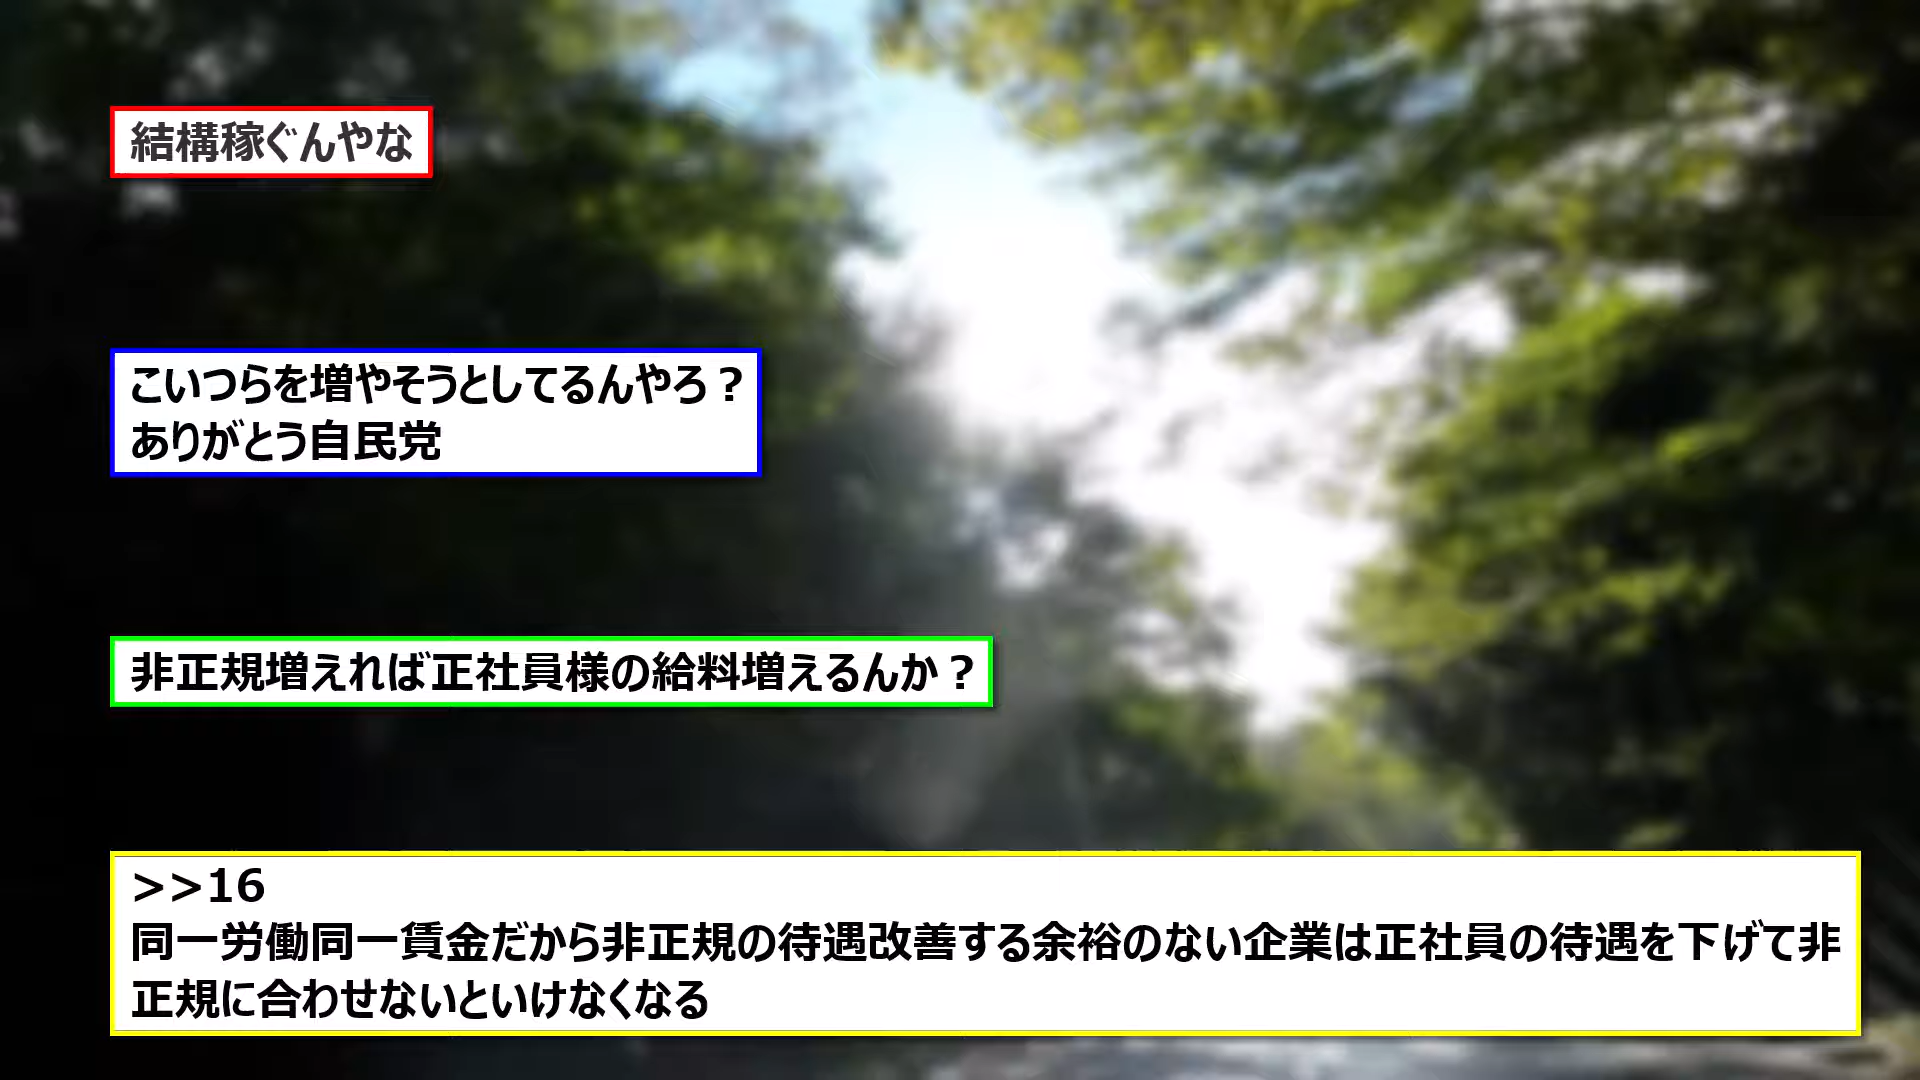 結構稼ぐんやな
こいつらを増やそうとしてるんやろ？
ありがとう自民党
非正規増えれば正社員様の給料増えるんか？
>>16
同一労働同一賃金だから非正規の待遇改善する余裕のない企業は正社員の待遇を下げて非
正規に合わせないといけなくなる